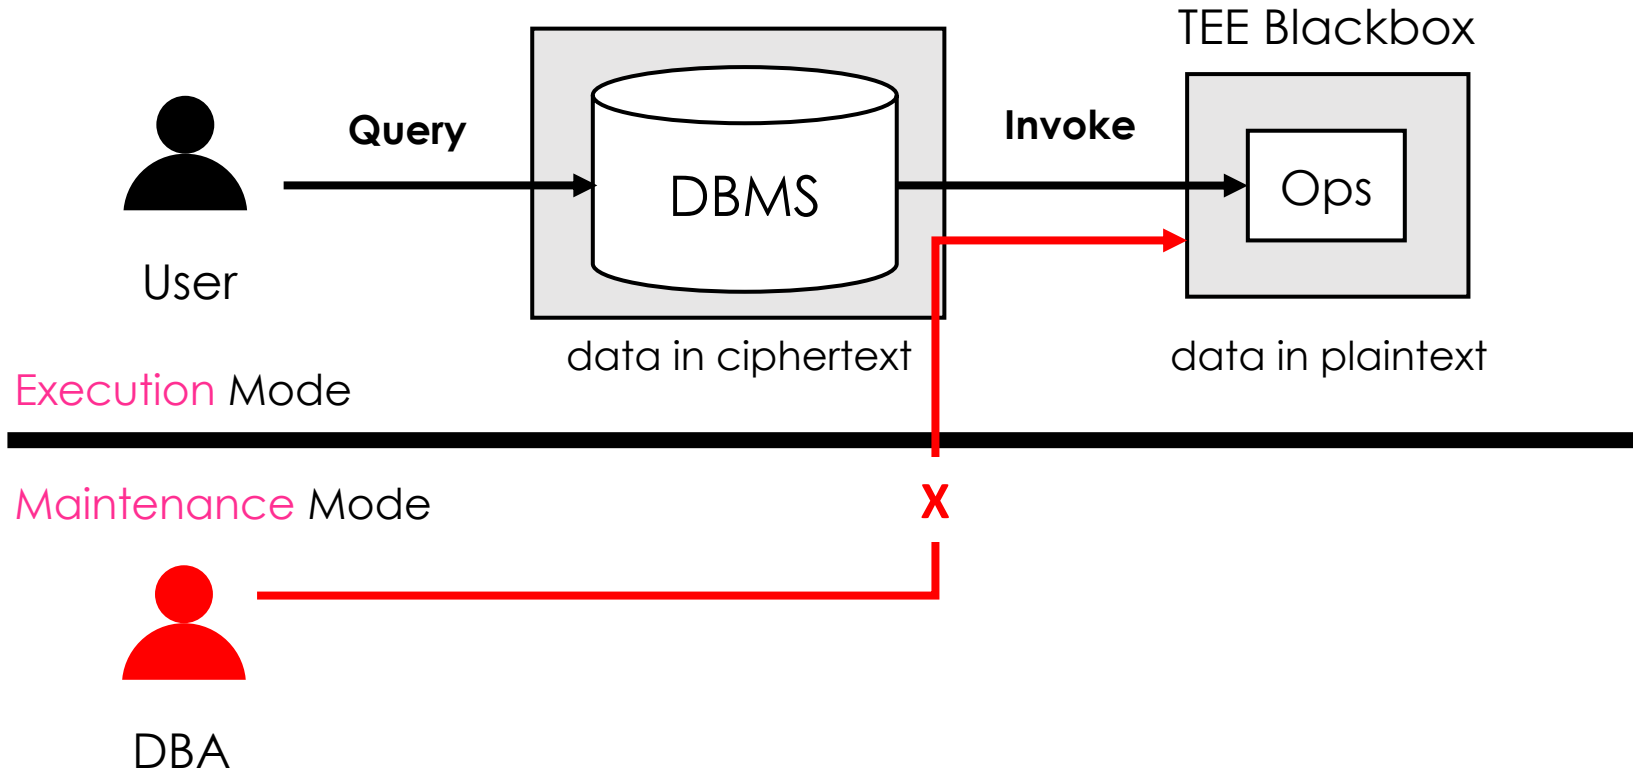 TEE Blackbox
Query
Invoke
DBMS
Ops
User
data in ciphertext
data in plaintext
Execution Mode
Maintenance Mode
X
DBA